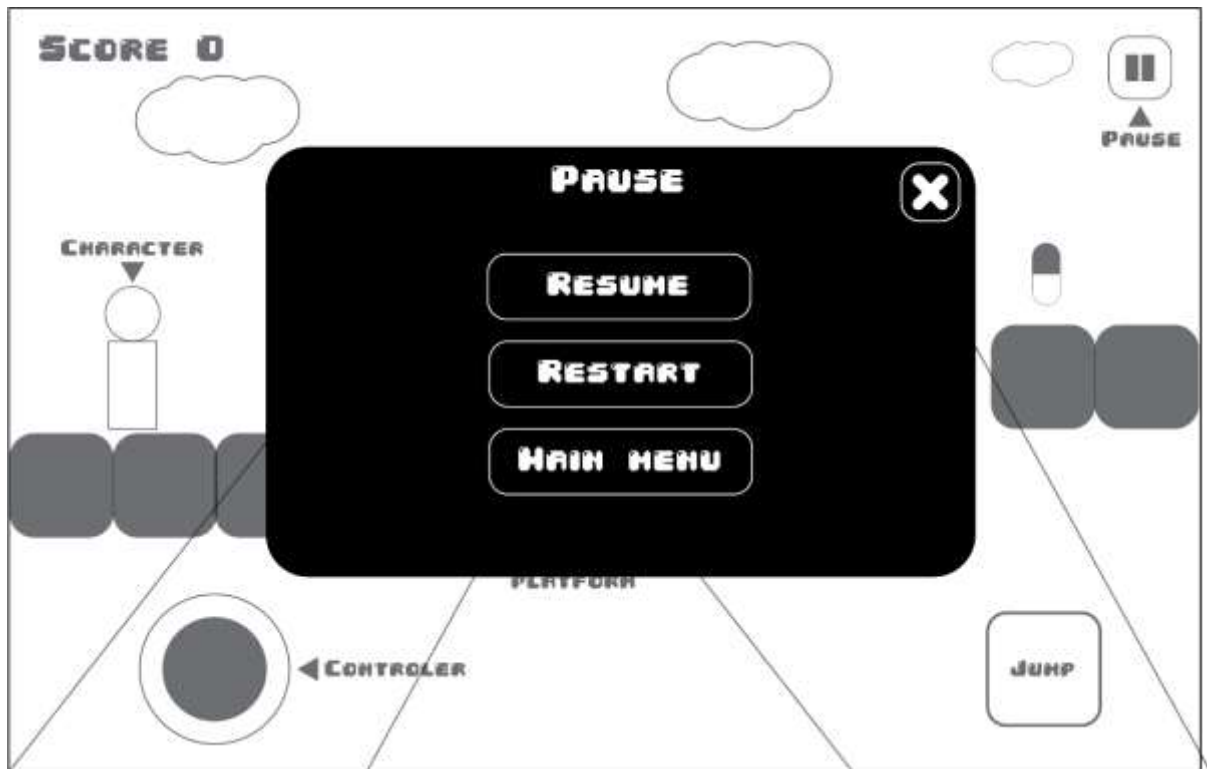 SCORE 0
PAUSE
PAUSE
CHARACTER
RESUME
RESTART
MAIN MENU
PLATFORM
CONTROLER
JUMP